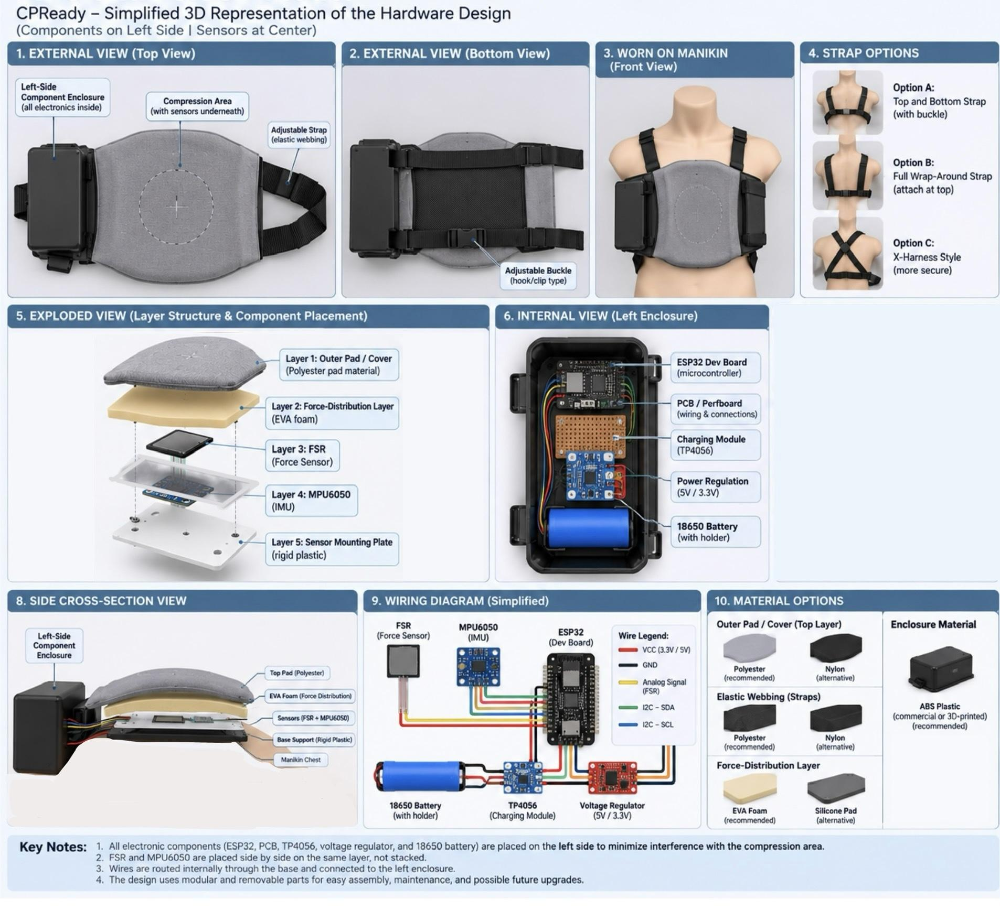 CPReady – Simplified 3D Representation of the Hardware Design
(Components on Left Side | Sensors at Center)
1. EXTERNAL VIEW (Top View)
Left-Side
Component Enclosure
(all electronics inside)
Compression Area
(with sensors underneath)
Adjustable Strap
(elastic webbing)
2. EXTERNAL VIEW (Bottom View)
Adjustable Buckle
(hook/clip type)
3. WORN ON MANIKIN
(Front View)
4. STRAP OPTIONS
Option A:
Top and Bottom Strap
(with buckle)
Option B:
Full Wrap-Around Strap
(attach at top)
Option C:
X-Harness Style
(more secure)
5. EXPLODED VIEW (Layer Structure & Component Placement)
Layer 1: Outer Pad / Cover
(Polyester pad material)
Layer 2: Force-Distribution Layer
(EVA foam)
Layer 3: FSR
(Force Sensor)
Layer 4: MPU6050
(IMU)
Layer 5: Sensor Mounting Plate
(rigid plastic)
6. INTERNAL VIEW (Left Enclosure)
ESP32 Dev Board
(microcontroller)
PCB / Perfboard
(wiring & connections)
Charging Module
(TP4056)
Power Regulation
(5V / 3.3V)
18650 Battery
(with holder)
8. SIDE CROSS-SECTION VIEW
Left-Side
Component
Enclosure
Top Pad (Polyester)
EVA Foam (Force Distribution)
Sensors (FSR + MPU60S0)
Base Support (Rigid Plastic)
Manikin Chest
9. WIRING DIAGRAM (Simplified)
FSR
(Force Sensor)
MPU6050
(IMU)
ESP32
(Dev Board)
Wire Legend:
VCC (3.3V / 5V)
GND
Analog Signal
(FSR)
I2C – SDA
I2C – SCL
18650 Battery
(with holder)
TP4056
(Charging Module)
Voltage Regulator
(5V / 3.3V)
10. MATERIAL OPTIONS
Outer Pad / Cover (Top Layer)
Polyester
(recommended)
Nylon
(alternative)
Elastic Webbing (Straps)
Polyester
(recommended)
Nylon
(alternative)
Force-Distribution Layer
EVA Foam
(recommended)
Silicone Pad
(alternative)
Enclosure Material
ABS Plastic
(commercial or 3D-printed)
(recommended)
Key Notes:
1. All electronic components (ESP32, PCB, TP4056, voltage regulator, and 18650 battery) are placed on the left side to minimize interference with the compression area.
2. FSR and MPU6050 are placed side by side on the same layer, not stacked.
3. Wires are routed internally through the base and connected to the left enclosure.
4. The design uses modular and removable parts for easy assembly, maintenance, and possible future upgrades.